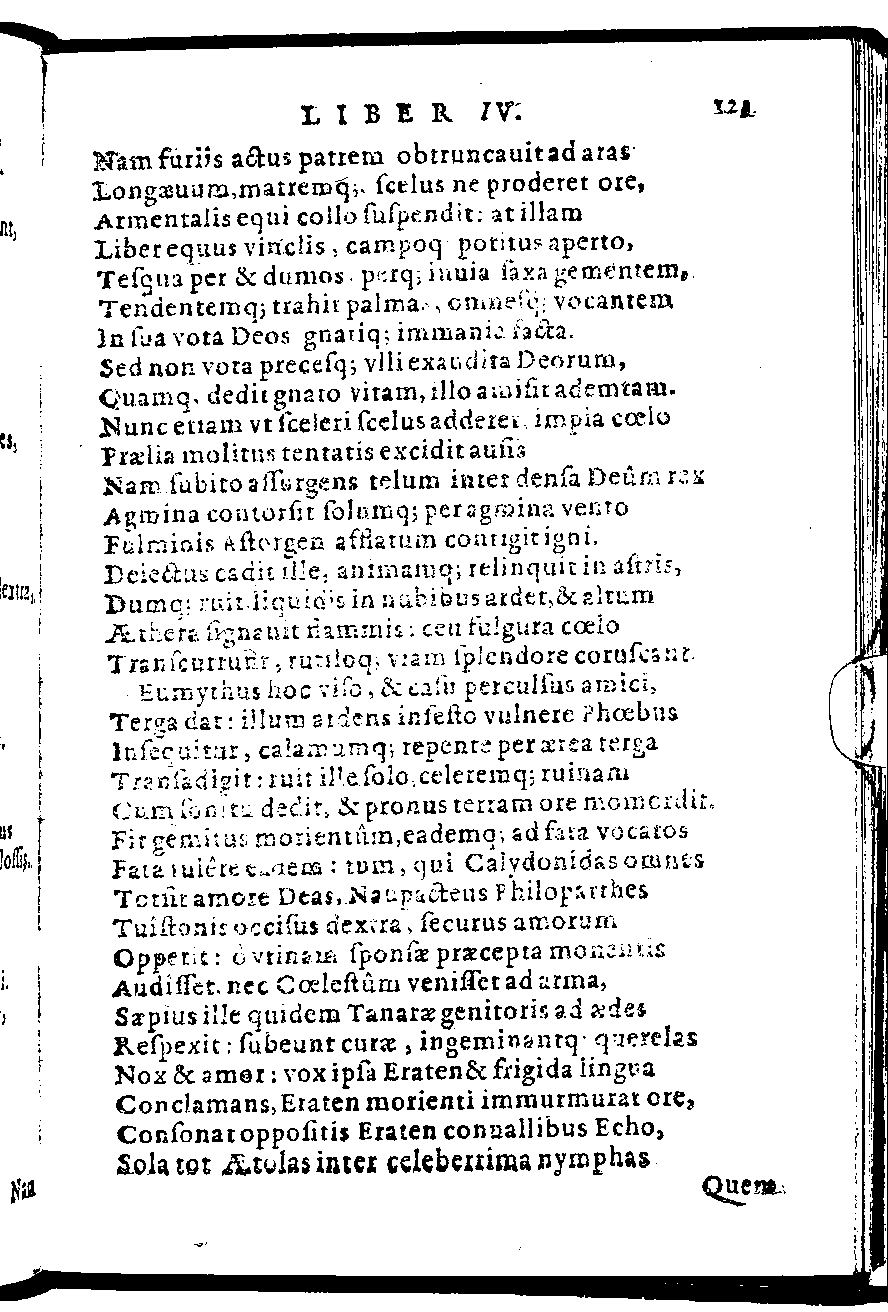 LIBER IV. 121
Nam furiis actus patrem obtruncauit ad aras
Longæuum, matremq́;. ſcelus ne proderet ore,
Armentalis equi collo ſuſpendit: at illam
Liber equus vinclis, campoq potitus aperto,
Teſqua per & dumos. perq; inuia ſaxa gementem,
Tendentemq; trahit palmas, omneſq; vocantem
In ſua vota Deos gnatiq; immania facta.
Sed non vota preceſq; vlli exaudita Deorum,
Quamq. dedit gnato vitam, illo amiſit ademtam.
Nunc etiam vt ſceleri ſcelus adderet, impia cœlo
Prælia molitus tentatis excidit auſis
Nam ſubito aſſurgens telum inter denſa Deûm rex
Agmina contorſit ſolumq; per agmina vento
Fulminis Aſtorgen afflatum contigit igni.
Deiectus cadit ille, animamq; relinquit in aſtris,
Dumq; ruit liquidis in nubibus ardet, & altum
Æthera ſignauit flammis: ceu fulgura cœlo
Tranſcurrunt, rutiloq; viam ſplendore coruſcant.
Eumythus hoc viſo, & caſu perculſus amici,
Terga dat: illum ardens infeſto vulnere Phœbus
Inſequitur, calamumq; repente per ærea terga
Tranſadigit: ruit ille ſolo, celeremq; ruinam
Cum ſonitu dedit, & pronus terram ore momordit.
Fit gemitus morientûm, eademq; ad fata vocatos
Fata tulêre eadem: tum, qui Calydonidas omnes
Torſit amore Deas, Naupacteus Philoparthes
Tuiſtonis occiſus dextra, ſecurus amorum
Opperit: ò vtinam ſponſæ præcepta monentis
Audiſſet. nec Cœleſtûm veniſſet ad arma,
Sæpius ille quidem Tanaræ genitoris ad ædes
Reſpexit: ſubeunt curæ, ingeminantq querelas
Nox & amor: vox ipſa Eraten & frigida lingua
Conclamans, Eraten morienti immurmurat ore,
Conſonat oppoſitis Eraten conuallibus Echo,
Sola tot Ætolas inter celeberrima nymphas
Quem